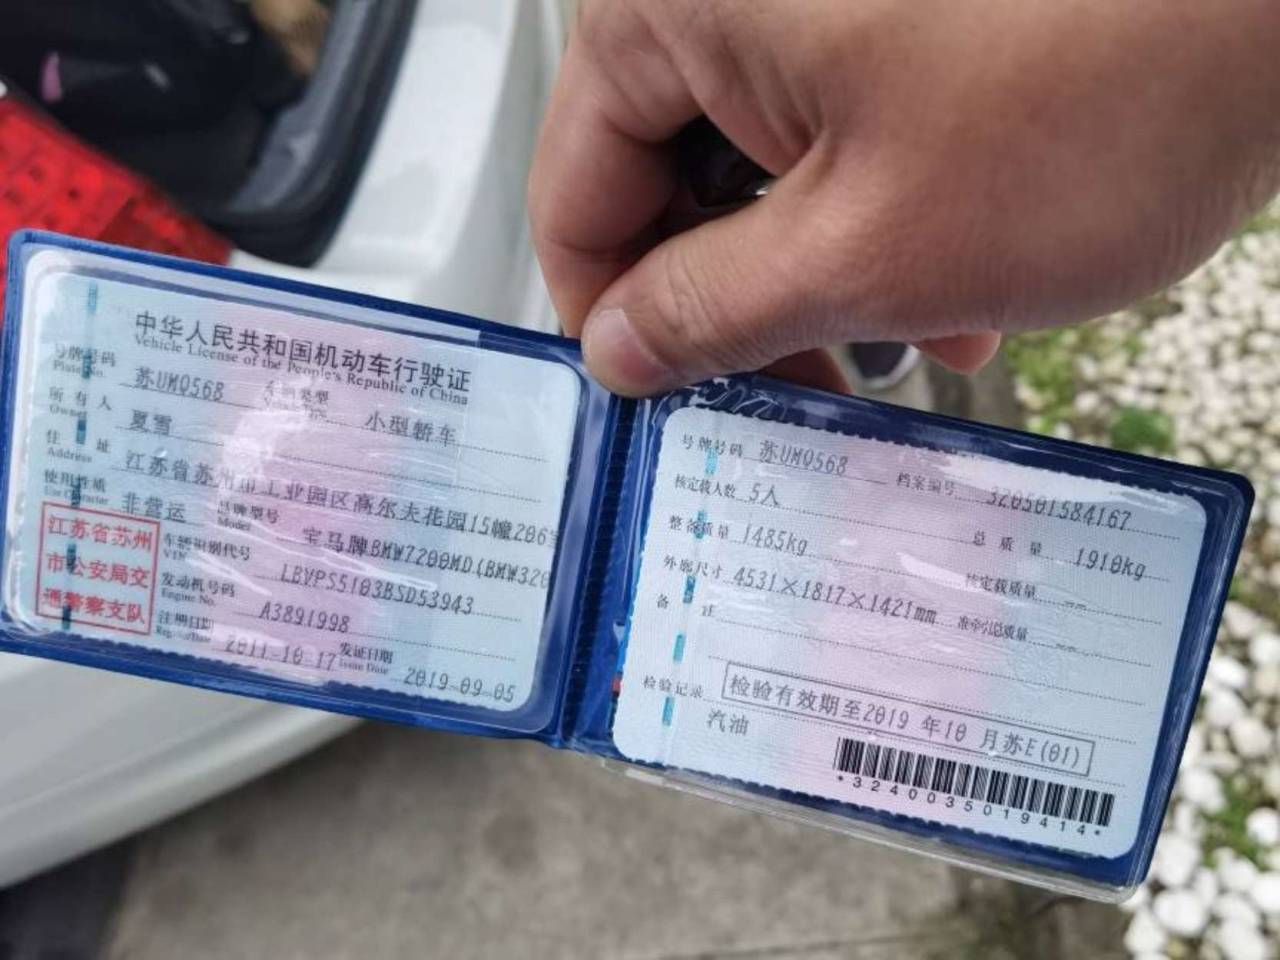 中华人民共和国机动车行驶证
Vehicle License of the People's Republic of China
号牌号码 苏UMQ568 车辆类型 小型轿车
Plate No.
所有人 夏雪
Owner
住址 江苏省苏州市工业园区高尔夫花园15幢206室
Address
使用性质 非营运 品牌型号 宝马牌BMW7200MD(BMW320
Use Character Model
江苏省苏州
市公安局交
通警察支队
车辆识别代号 LBVPS5103BSD53943
VIN
发动机号码 A3891998
Engine No.
注册日期 2011-10-17 发证日期 2019-09-05
Register Date Issue Date
号牌号码 苏UMQ568 档案编号 320501584167
核定载人数 5人 总质量 1910kg
整备质量 1485kg 核定载质量 --
外廓尺寸 4531×1817×1421mm 准牵引总质量 --
备注
检验记录 检验有效期至2019 年10 月苏E(01)
汽油
*3240035019414*